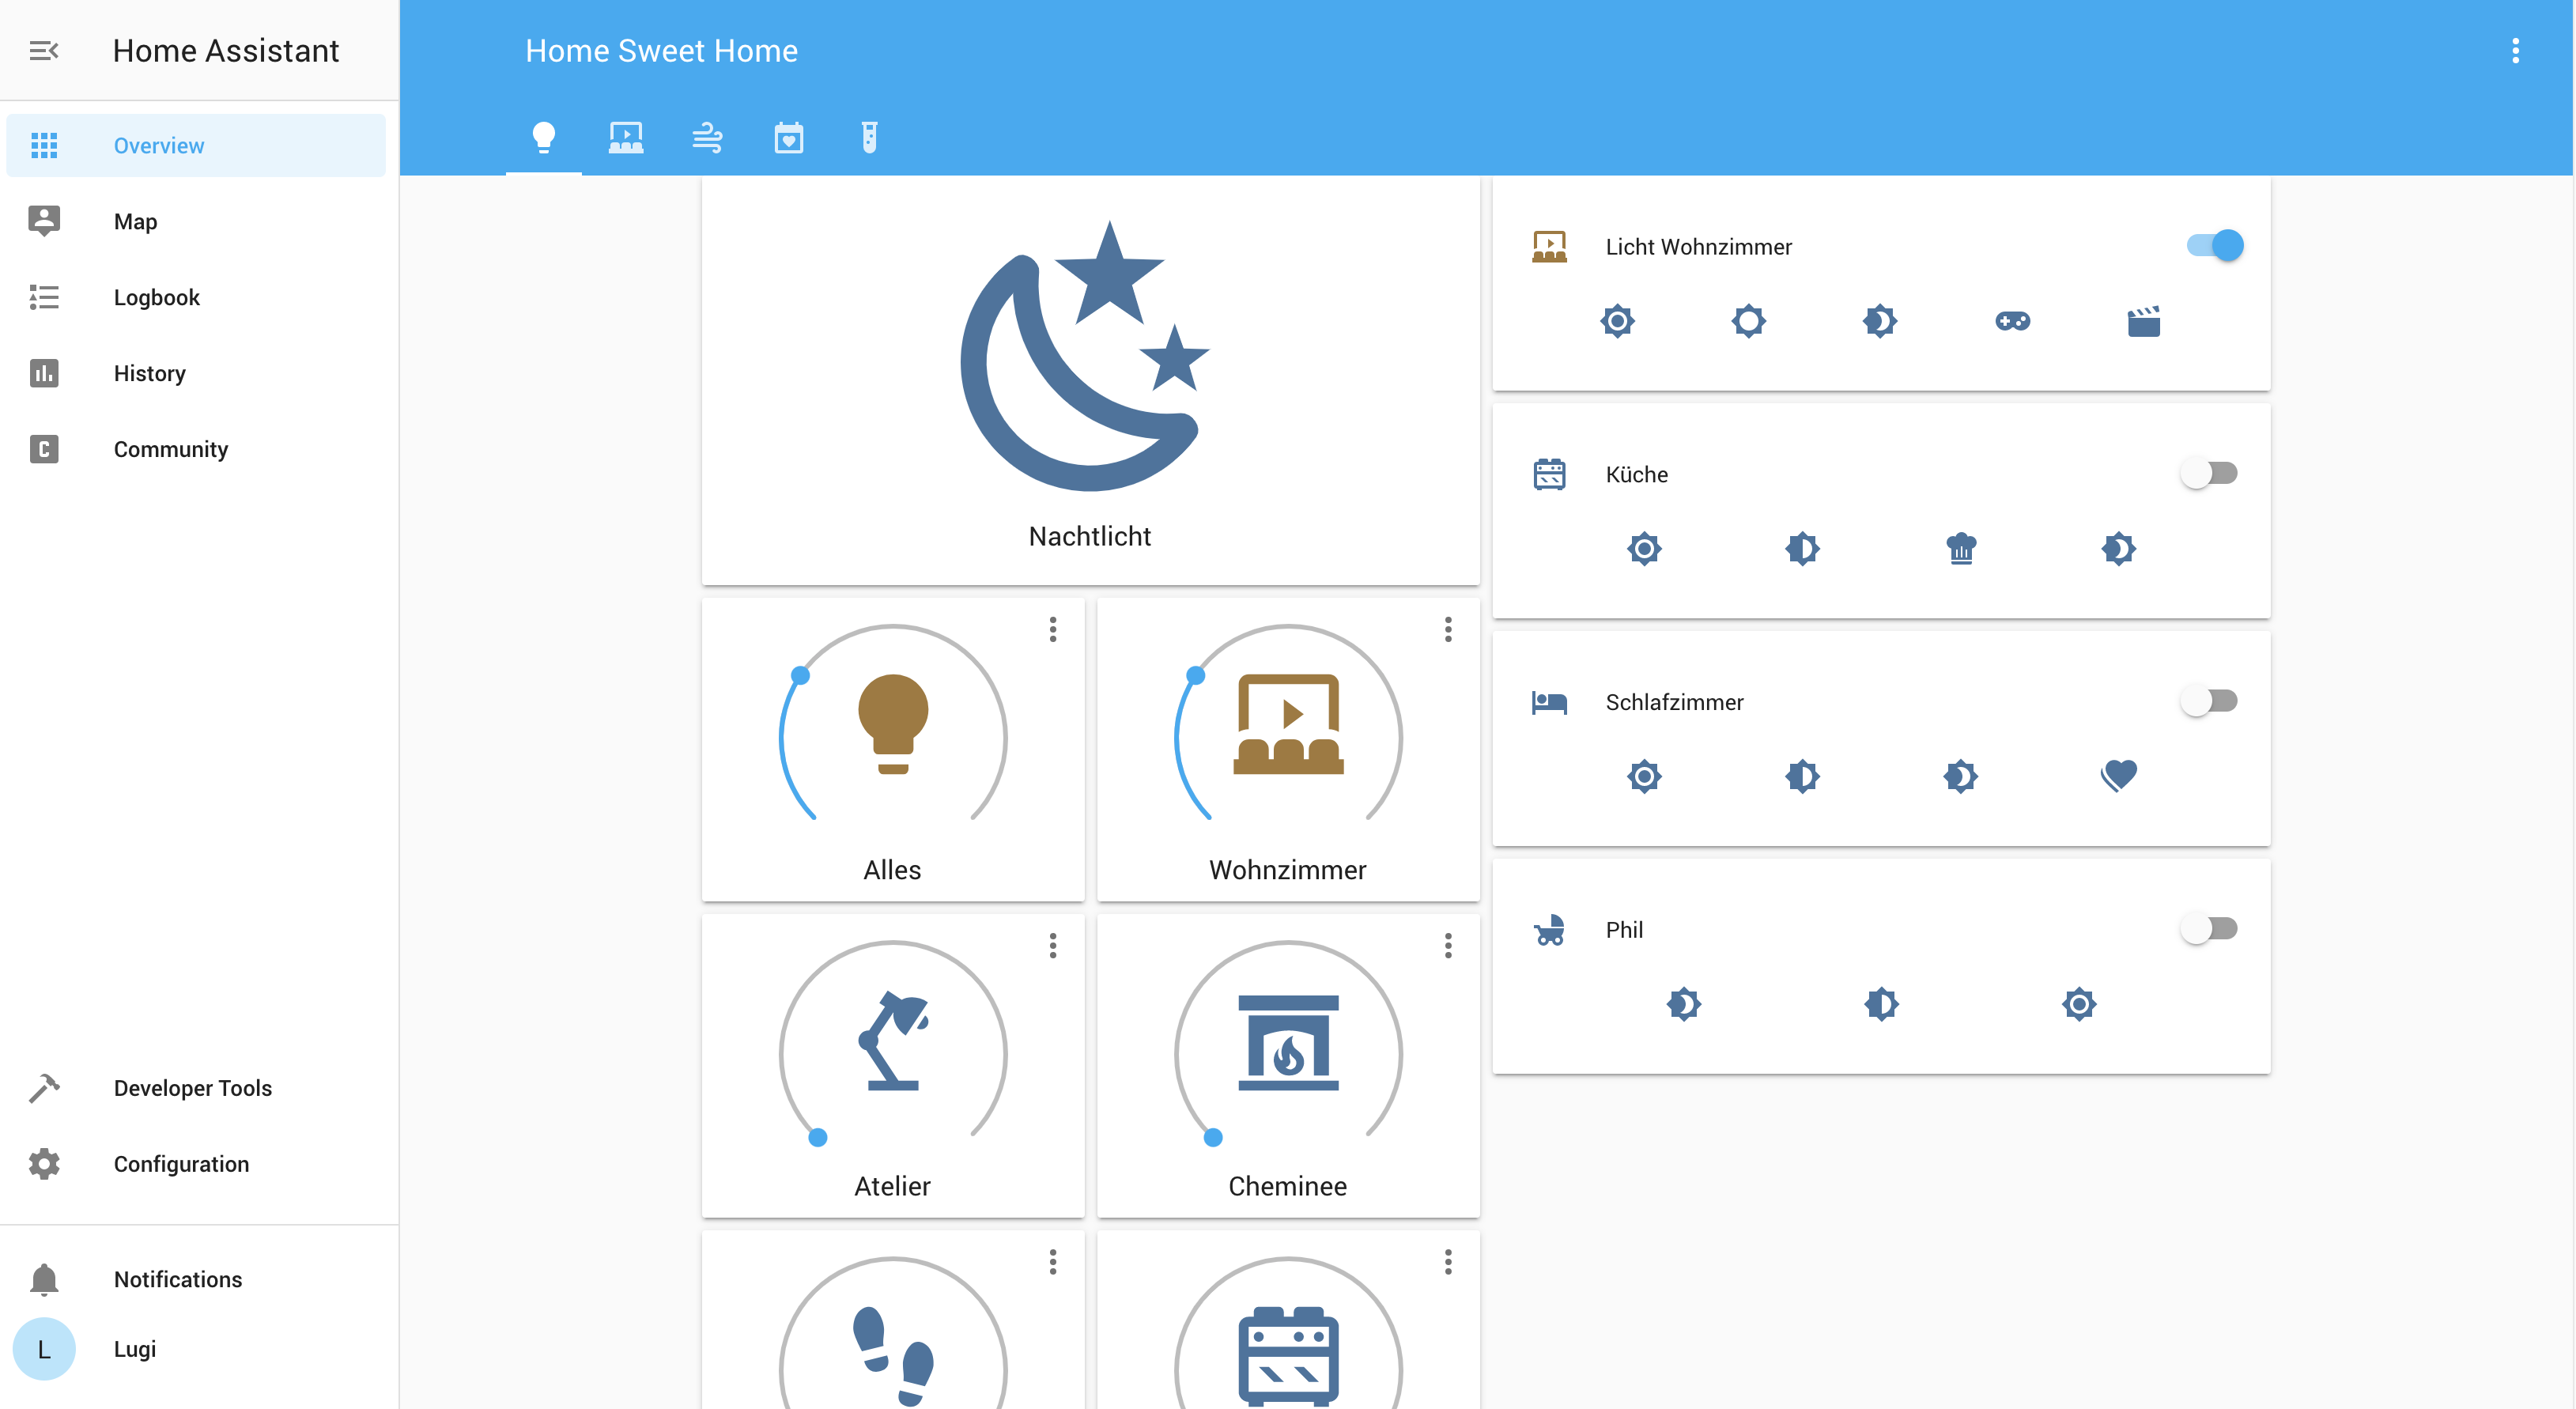 Home Assistant
Overview
Map
Logbook
History
C Community
Developer Tools
Configuration
Notifications
L Lugi
Home Sweet Home
Nachtlicht
Alles
Wohnzimmer
Atelier
Cheminee
Licht Wohnzimmer
Küche
Schlafzimmer
Phil